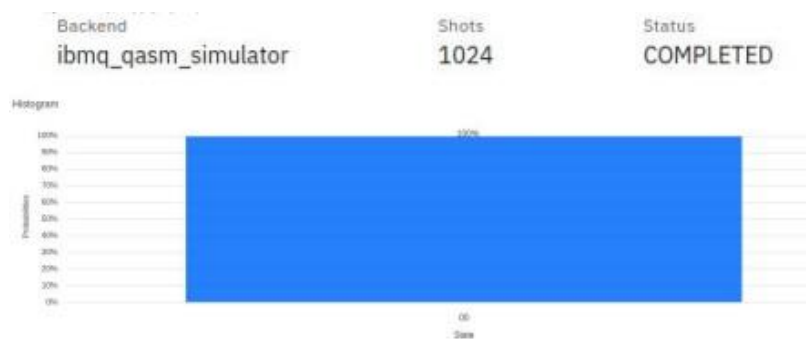 Backend Shots Status
ibmq_qasm_simulator 1024 COMPLETED
Histogram
100%
100%
90%
80%
70%
60%
50%
40%
30%
20%
10%
0%
Probabilities
00
State